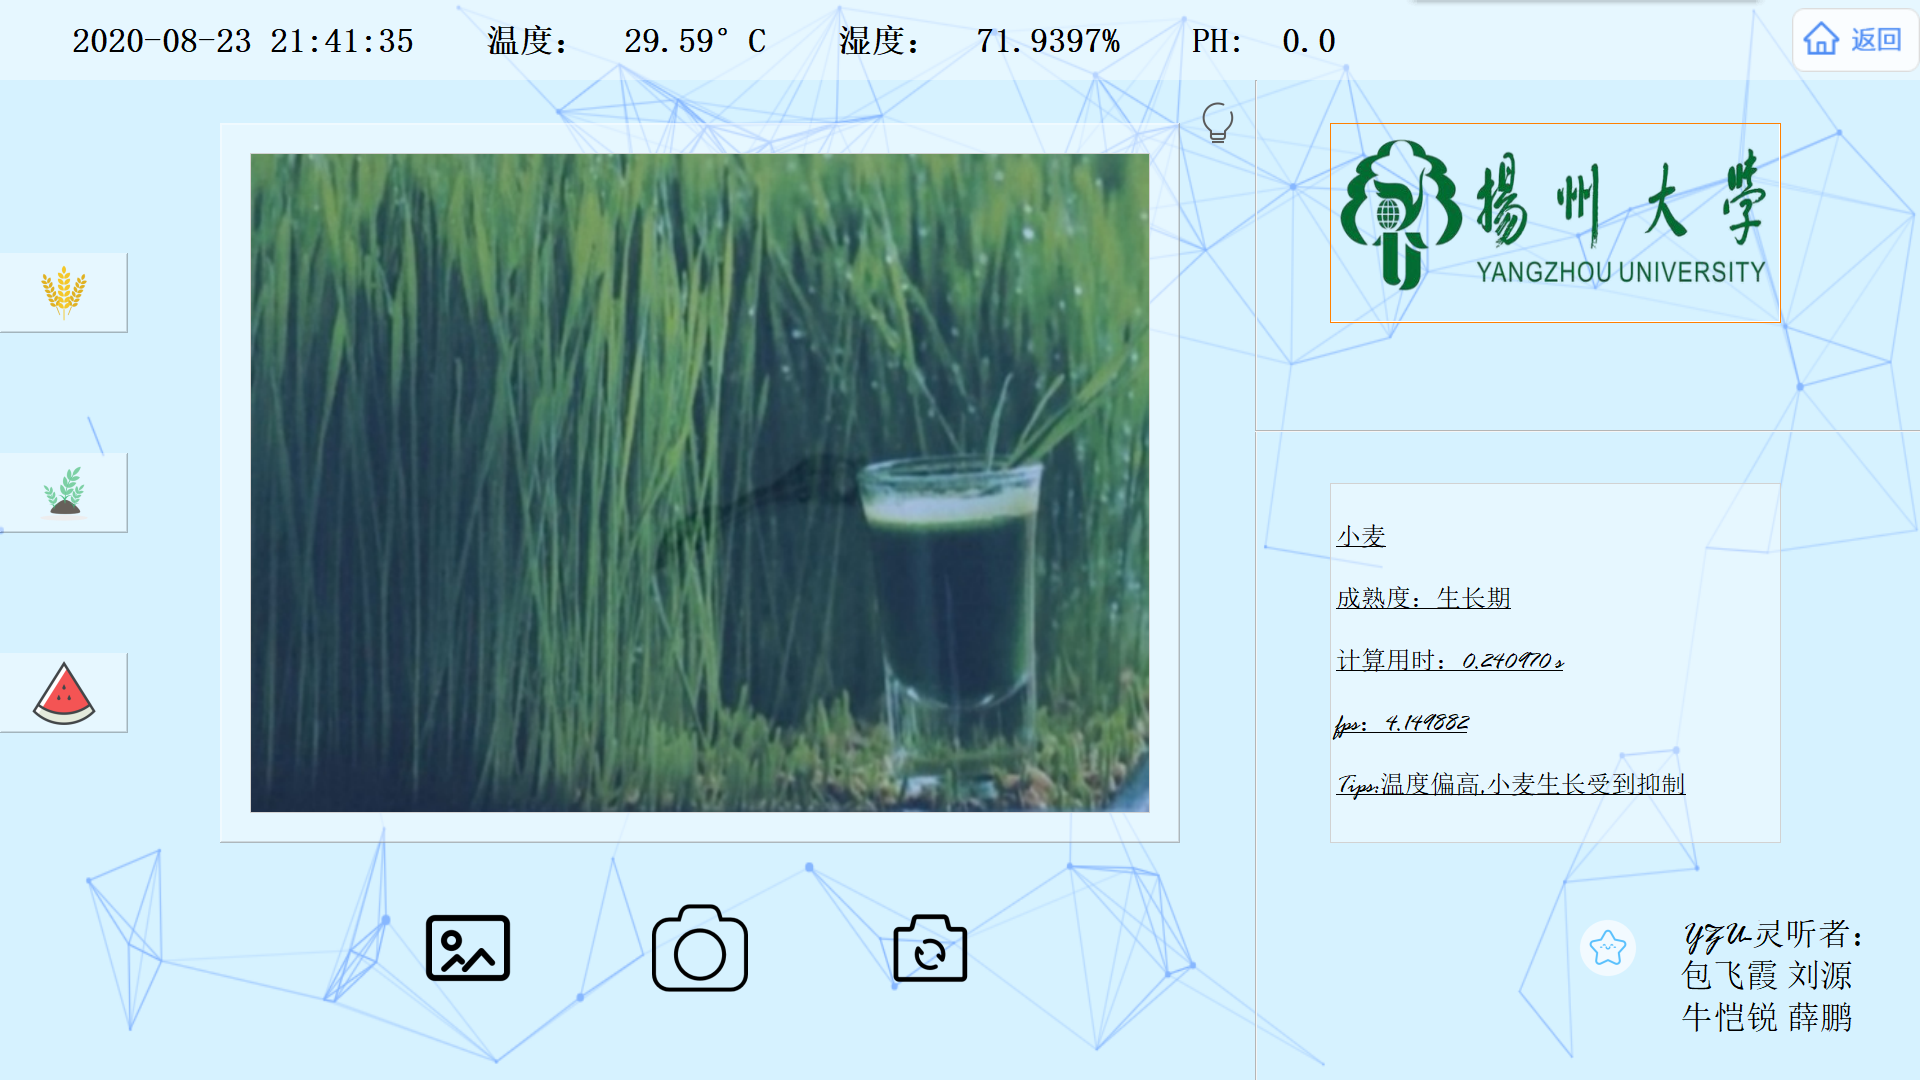 2020-08-23 21:41:35 温度: 29.59° C 湿度: 71.9397% PH: 0.0
返回
揚州大學
YANGZHOU UNIVERSITY
小麦
成熟度: 生长期
计算用时: 0.240970s
fps: 4.149882
Tips:温度偏高,小麦生长受到抑制
YZU-灵听者:
包飞霞 刘源
牛恺锐 薛鹏